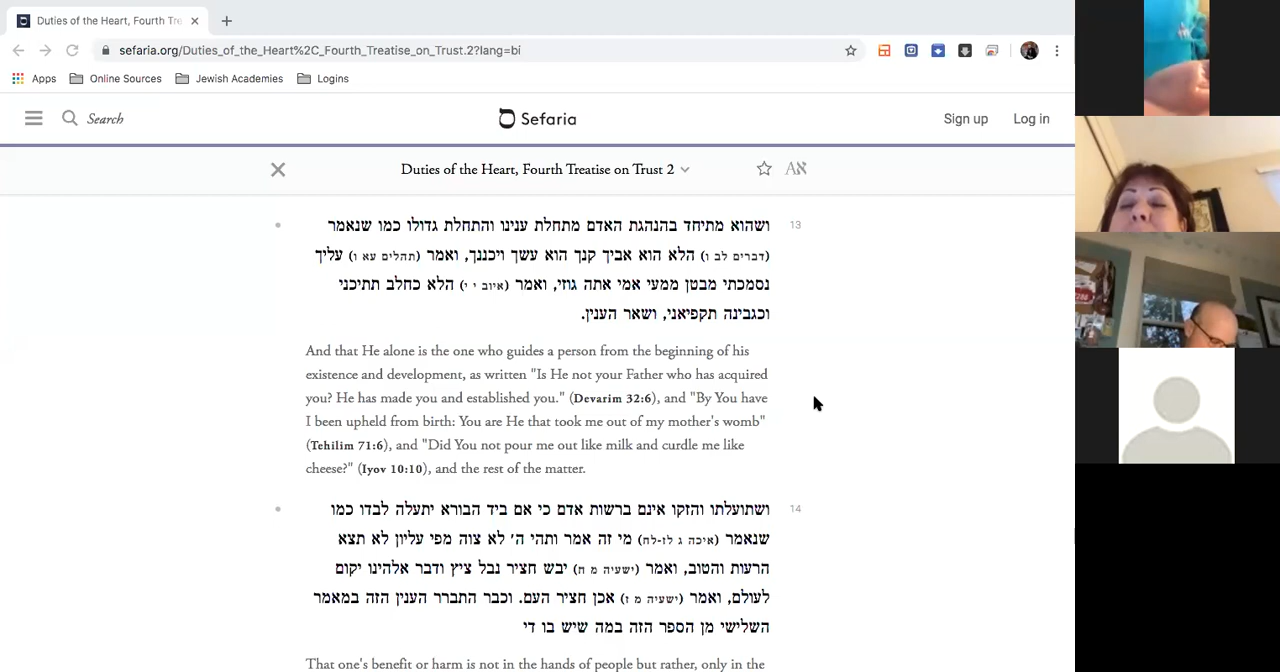 Duties of the Heart, Fourth Tre
sefaria.org/Duties_of_the_Heart%2C_Fourth_Treatise_on_Trust.2?lang=bi
Apps Online Sources Jewish Academies Logins
Search Sefaria Sign up Log in
Duties of the Heart, Fourth Treatise on Trust 2 Aא
ושהוא מתיחד בהנהגת האדם מתחלת ענינו והתחלת גדולו כמו שנאמר 13
(דברים לב ו) הלא הוא אביך קנך הוא עשך ויכננך, ואמר (תהלים עא ו) עליך
נסמכתי מבטן ממעי אמי אתה גוזי, ואמר (איוב י י) הלא כחלב תתיכני
וכגבינה תקפיאני, ושאר הענין.
And that He alone is the one who guides a person from the beginning of his
existence and development, as written "Is He not your Father who has acquired
you? He has made you and established you." (Devarim 32:6), and "By You have
I been upheld from birth: You are He that took me out of my mother's womb"
(Tehilim 71:6), and "Did You not pour me out like milk and curdle me like
cheese?" (Iyov 10:10), and the rest of the matter.
ושתועלתו והזקו אינם ברשות אדם כי אם ביד הבורא יתעלה לבדו כמו 14
שנאמר (איכה ג לז-לח) מי זה אמר ותהי ה׳ לא צוה מפי עליון לא תצא
הרעות והטוב, ואמר (ישעיה מ ח) יבש חציר נבל ציץ ודבר אלהינו יקום
לעולם, ואמר (ישעיה מ ז) אכן חציר העם. וכבר התברר הענין הזה במאמר
השלישי מן הספר הזה במה שיש בו די
That one's benefit or harm is not in the hands of people but rather, only in the